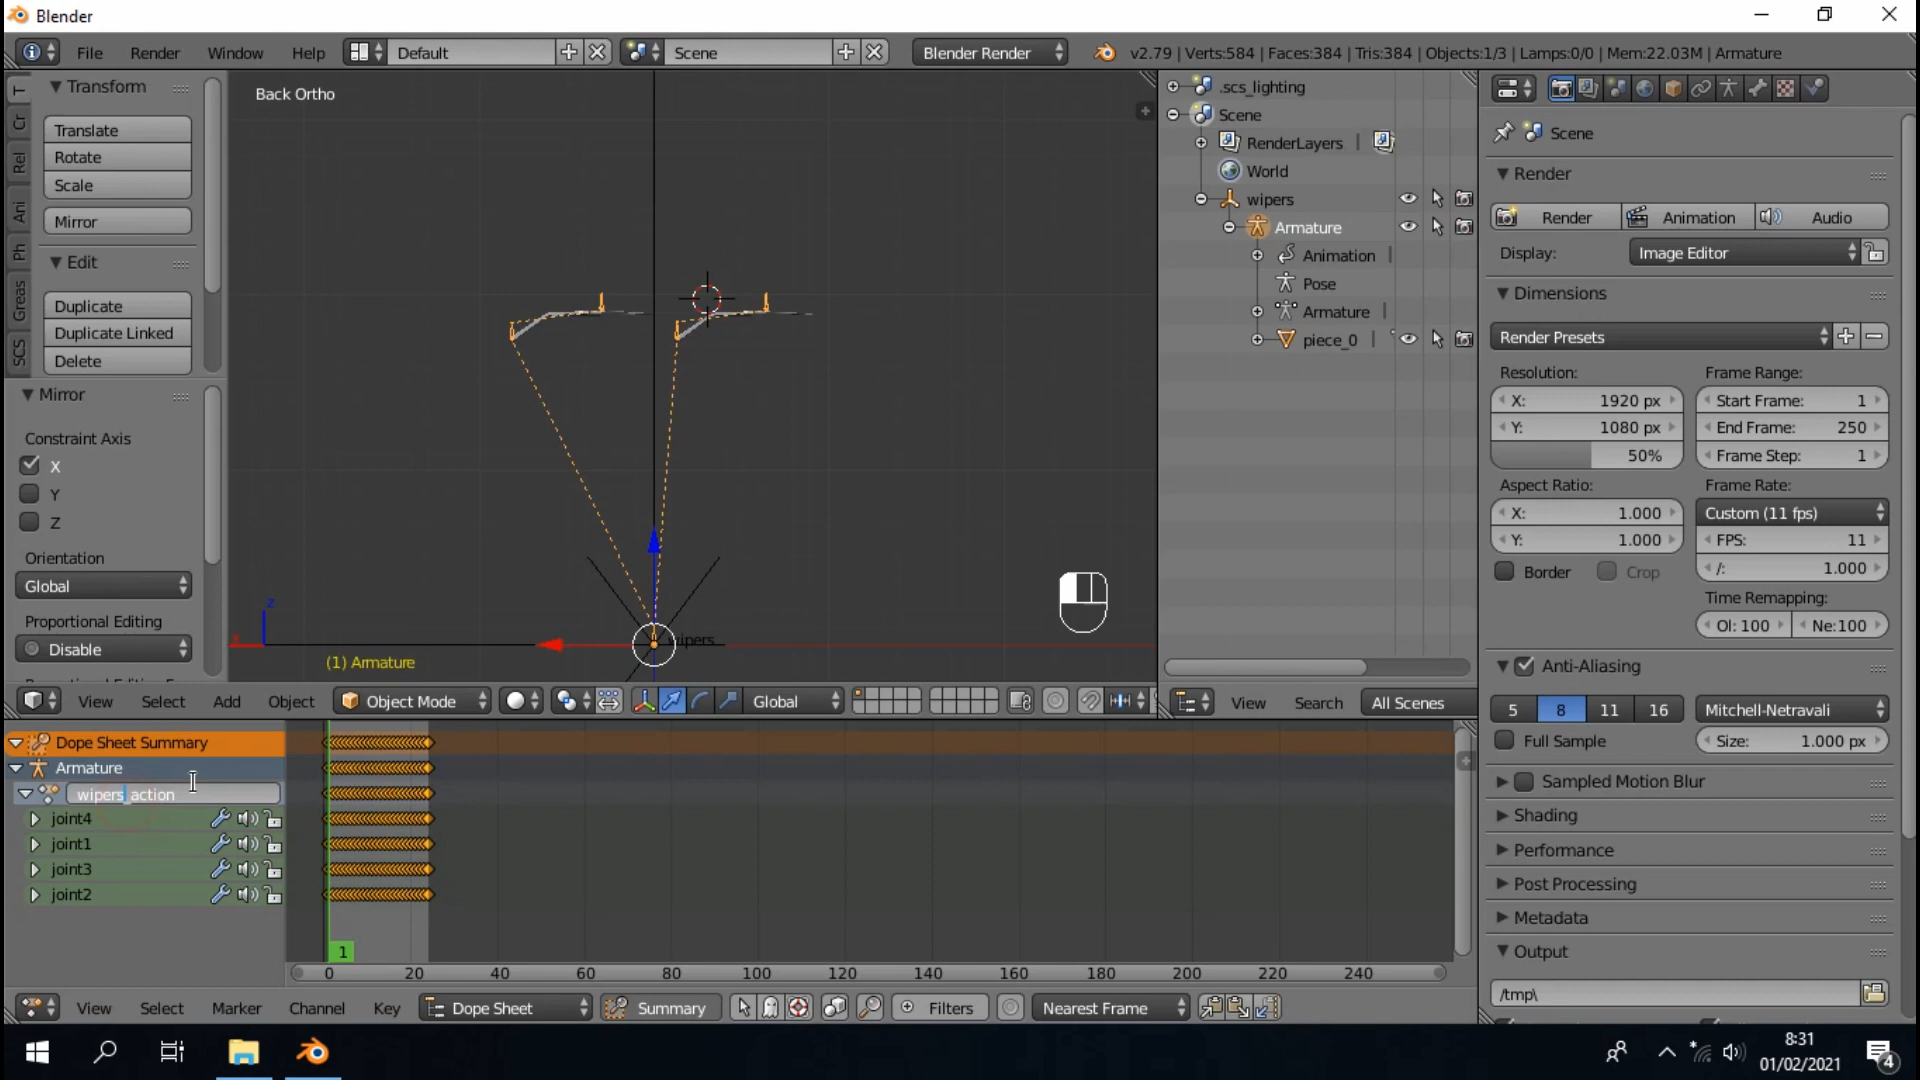 Blender
File Render Window Help Default Scene Blender Render v2.79 | Verts:584 | Faces:384 | Tris:384 | Objects:1/3 | Lamps:0/0 | Mem:22.03M | Armature
T
Cr
Rel
Ani
Ph
Greas
SCS
Transform
Translate
Rotate
Scale
Mirror
Edit
Duplicate
Duplicate Linked
Delete
Mirror
Constraint Axis
X
Y
Z
Orientation
Global
Proportional Editing
Disable
Back Ortho
z
x
wipers
(1) Armature
View Select Add Object Object Mode Global
.scs_lighting
Scene
RenderLayers |
World
wipers
Armature
Animation |
Pose
Armature |
piece_0
View Search All Scenes
Scene
Render
Render Animation Audio
Display: Image Editor
Dimensions
Render Presets
Resolution: Frame Range:
X: 1920 px Start Frame: 1
Y: 1080 px End Frame: 250
50% Frame Step: 1
Aspect Ratio: Frame Rate:
X: 1.000 Custom (11 fps)
Y: 1.000 FPS: 11
Border Crop /: 1.000
Time Remapping:
Ol: 100 Ne:100
Anti-Aliasing
5 8 11 16 Mitchell-Netravali
Full Sample Size: 1.000 px
Sampled Motion Blur
Shading
Performance
Post Processing
Metadata
Output
/tmp\
Dope Sheet Summary
Armature
wipers_action
joint4
joint1
joint3
joint2
1
0 20 40 60 80 100 120 140 160 180 200 220 240
View Select Marker Channel Key Dope Sheet Summary Filters Nearest Frame
8:31
01/02/2021
4